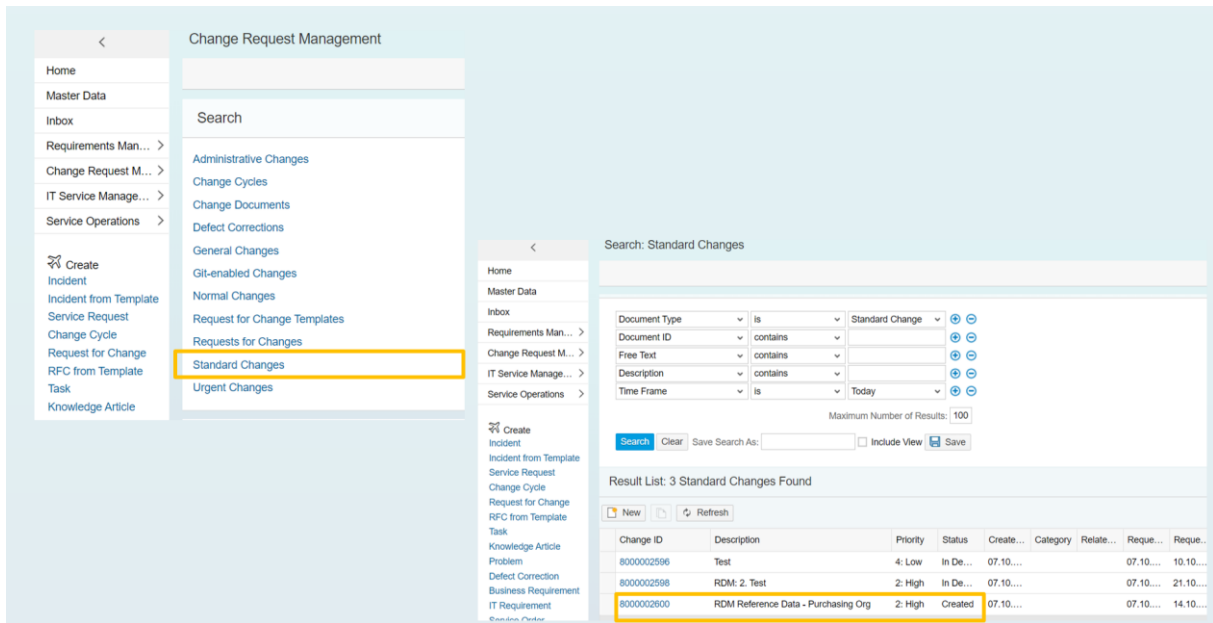 Change Request Management
Home
Master Data
Inbox
Requirements Man...
Change Request M...
IT Service Manage...
Service Operations
Create
Incident
Incident from Template
Service Request
Change Cycle
Request for Change
RFC from Template
Task
Knowledge Article
Search
Administrative Changes
Change Cycles
Change Documents
Defect Corrections
General Changes
Git-enabled Changes
Normal Changes
Request for Change Templates
Requests for Changes
Standard Changes
Urgent Changes
Search: Standard Changes
Home
Master Data
Inbox
Requirements Man...
Change Request M...
IT Service Manage...
Service Operations
Create
Incident
Incident from Template
Service Request
Change Cycle
Request for Change
RFC from Template
Task
Knowledge Article
Problem
Defect Correction
Business Requirement
IT Requirement
Service Order
Document Type is Standard Change
Document ID contains
Free Text contains
Description contains
Time Frame is Today
Maximum Number of Results: 100
Search Clear Save Search As: Include View Save
Result List: 3 Standard Changes Found
New Refresh
Change ID Description Priority Status Create... Category Relate... Reque... Reque...
8000002596 Test 4: Low In De... 07.10.... 07.10.... 10.10....
8000002598 RDM: 2. Test 2: High In De... 07.10.... 07.10.... 21.10....
8000002600 RDM Reference Data - Purchasing Org 2: High Created 07.10.... 07.10.... 14.10....